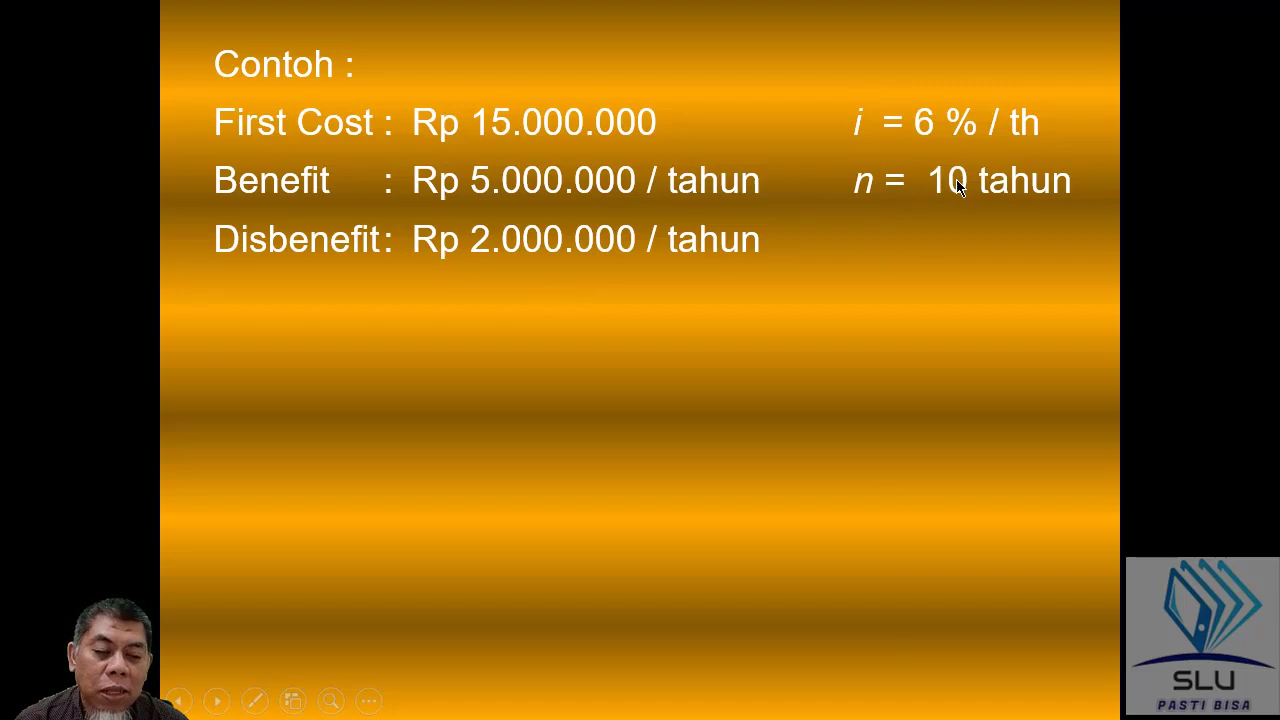 Contoh :
First Cost : Rp 15.000.000 i = 6 % / th
Benefit : Rp 5.000.000 / tahun n = 10 tahun
Disbenefit : Rp 2.000.000 / tahun
SLU
PASTI BISA